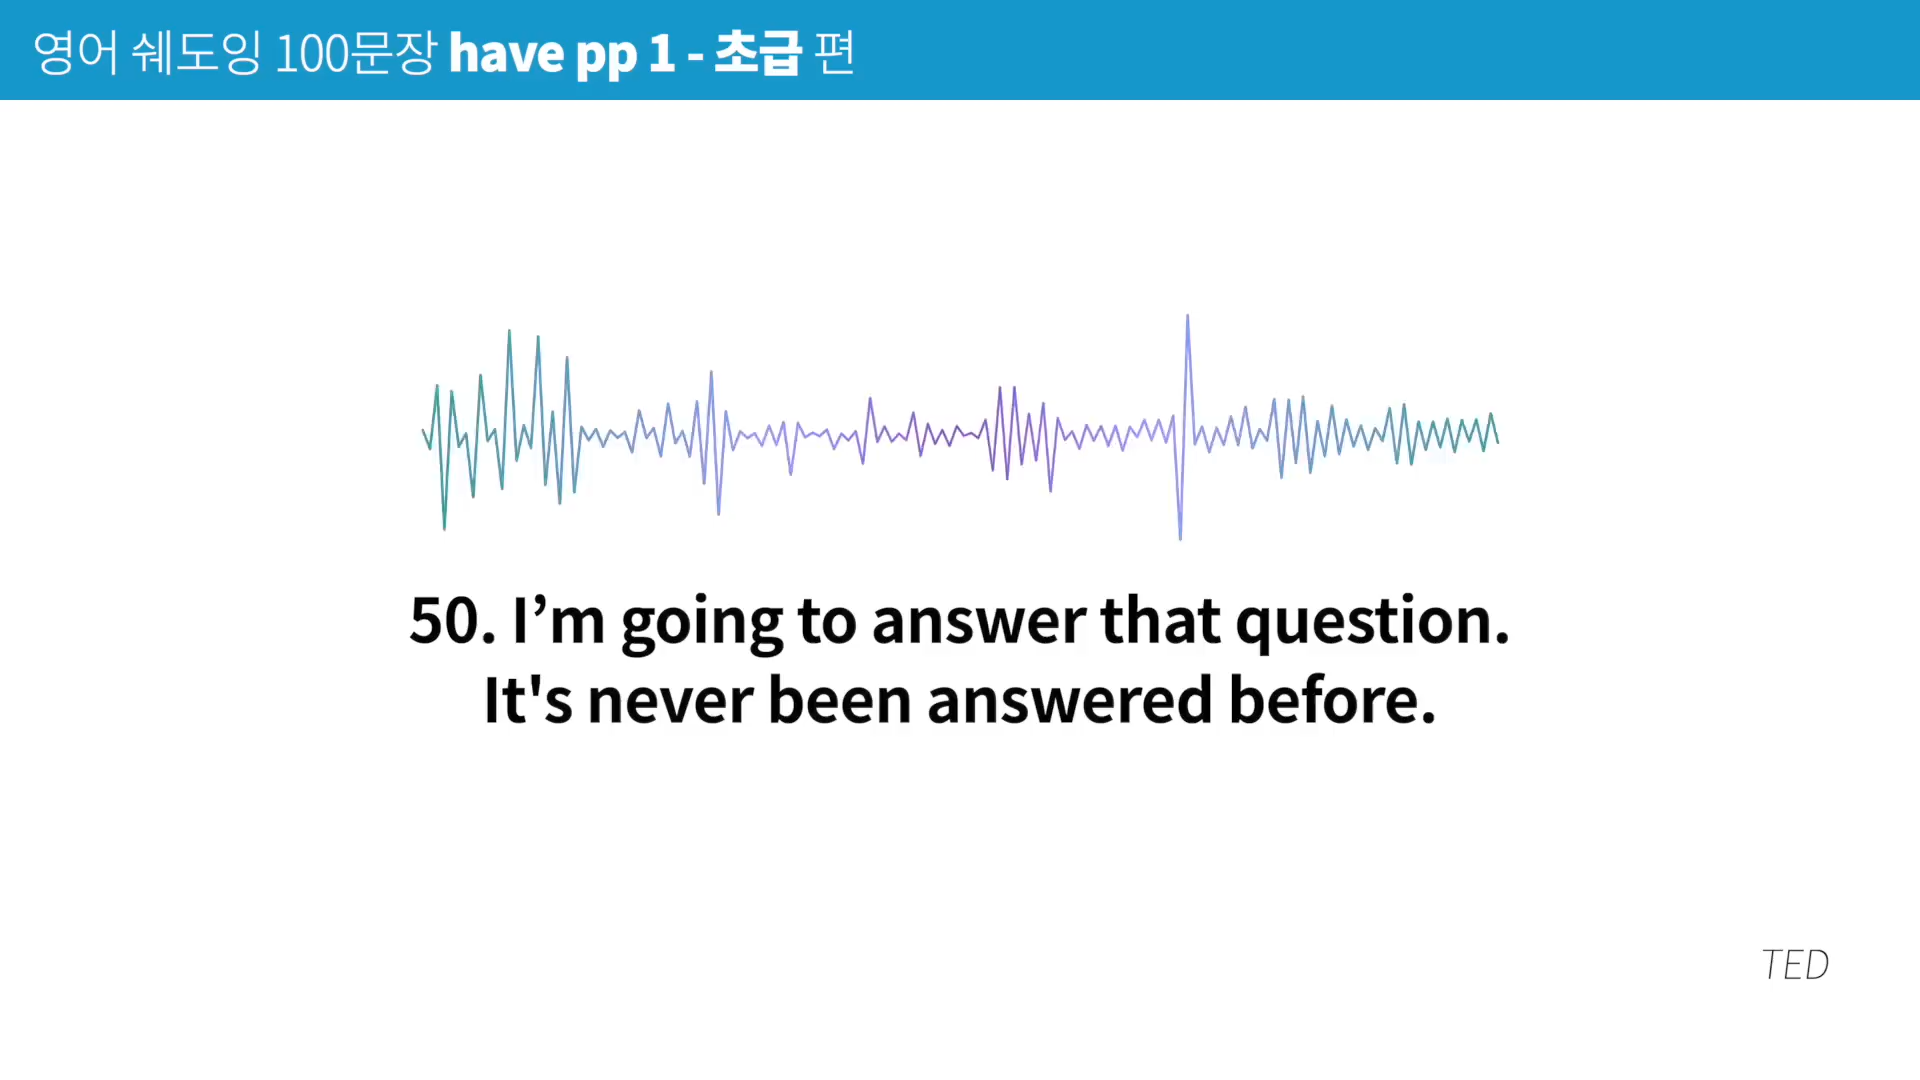 영어 쉐도잉 100문장 have pp 1 - 초급 편
50. I’m going to answer that question.
It's never been answered before.
TED